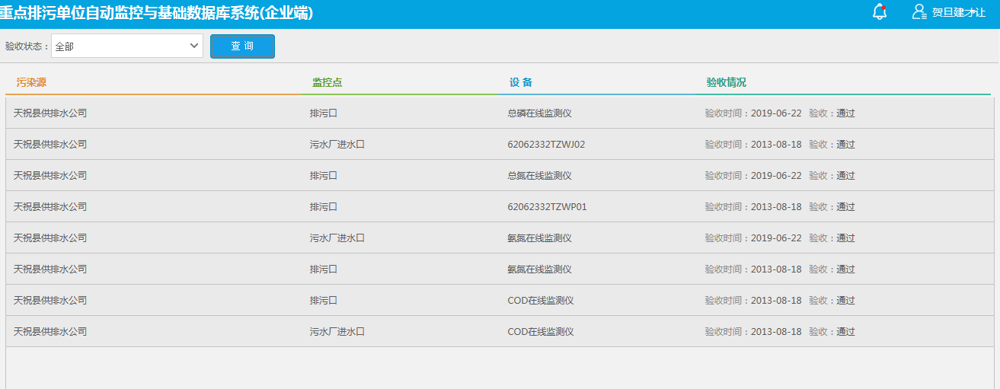 重点排污单位自动监控与基础数据库系统(企业端)
贺旦建才让
验收状态： 全部 查 询
污染源 监控点 设 备 验收情况
天祝县供排水公司 排污口 总磷在线监测仪 验收时间：2019-06-22 验收：通过
天祝县供排水公司 污水厂进水口 62062332TZWJ02 验收时间：2013-08-18 验收：通过
天祝县供排水公司 排污口 总氮在线监测仪 验收时间：2019-06-22 验收：通过
天祝县供排水公司 排污口 62062332TZWP01 验收时间：2013-08-18 验收：通过
天祝县供排水公司 污水厂进水口 氨氮在线监测仪 验收时间：2019-06-22 验收：通过
天祝县供排水公司 排污口 氨氮在线监测仪 验收时间：2013-08-18 验收：通过
天祝县供排水公司 排污口 COD在线监测仪 验收时间：2013-08-18 验收：通过
天祝县供排水公司 污水厂进水口 COD在线监测仪 验收时间：2013-08-18 验收：通过